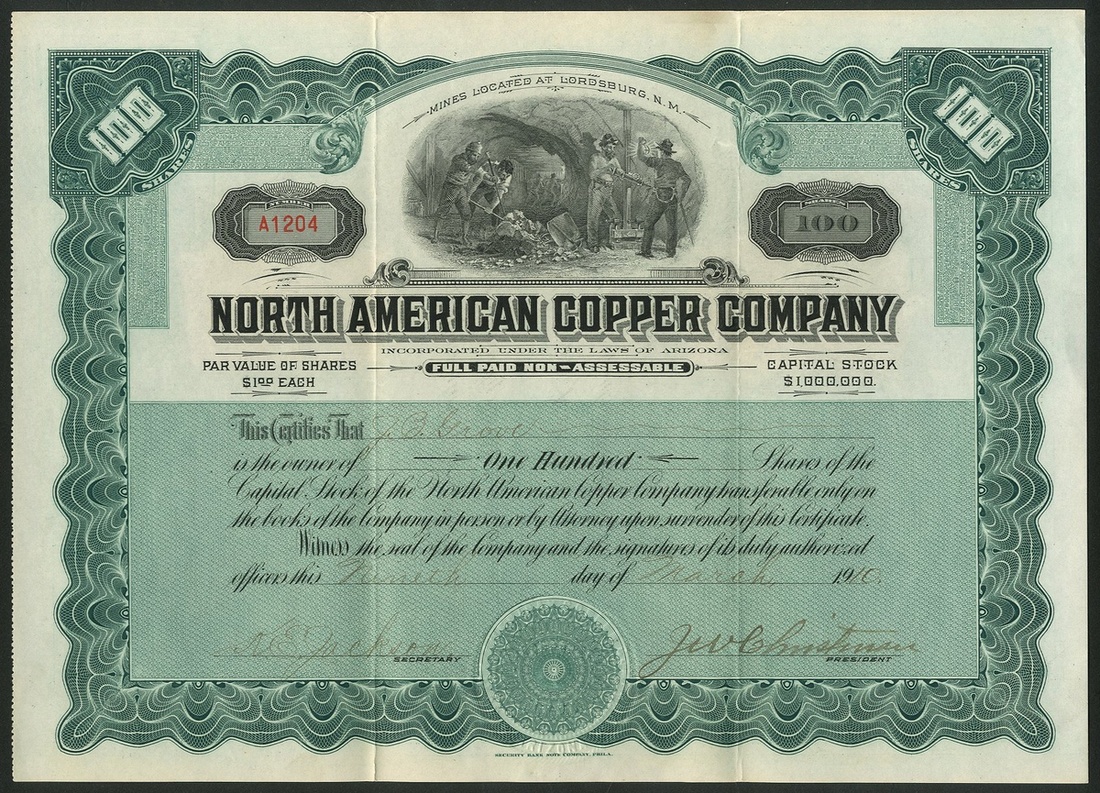 MINES LOCATED AT LORDSBURG, N.M.
100 SHARES
100 SHARES
NUMBER
A1204
SHARES
100
NORTH AMERICAN COPPER COMPANY
INCORPORATED UNDER THE LAWS OF ARIZONA
PAR VALUE OF SHARES
$1.00 EACH
FULL PAID NON-ASSESSABLE
CAPITAL STOCK
$1,000,000.
This Certifies That J. B. Grove
is the owner of One Hundred Shares of the
Capital Stock of the North American Copper Company transferable only on
the books of the Company in person or by Attorney upon surrender of this Certificate.
Witness the seal of the Company and the signatures of its duly authorized
officers this day of March 1910.
SECRETARY
J W Christman
PRESIDENT
ARIZONA
SECURITY BANK NOTE COMPANY, PHILA.